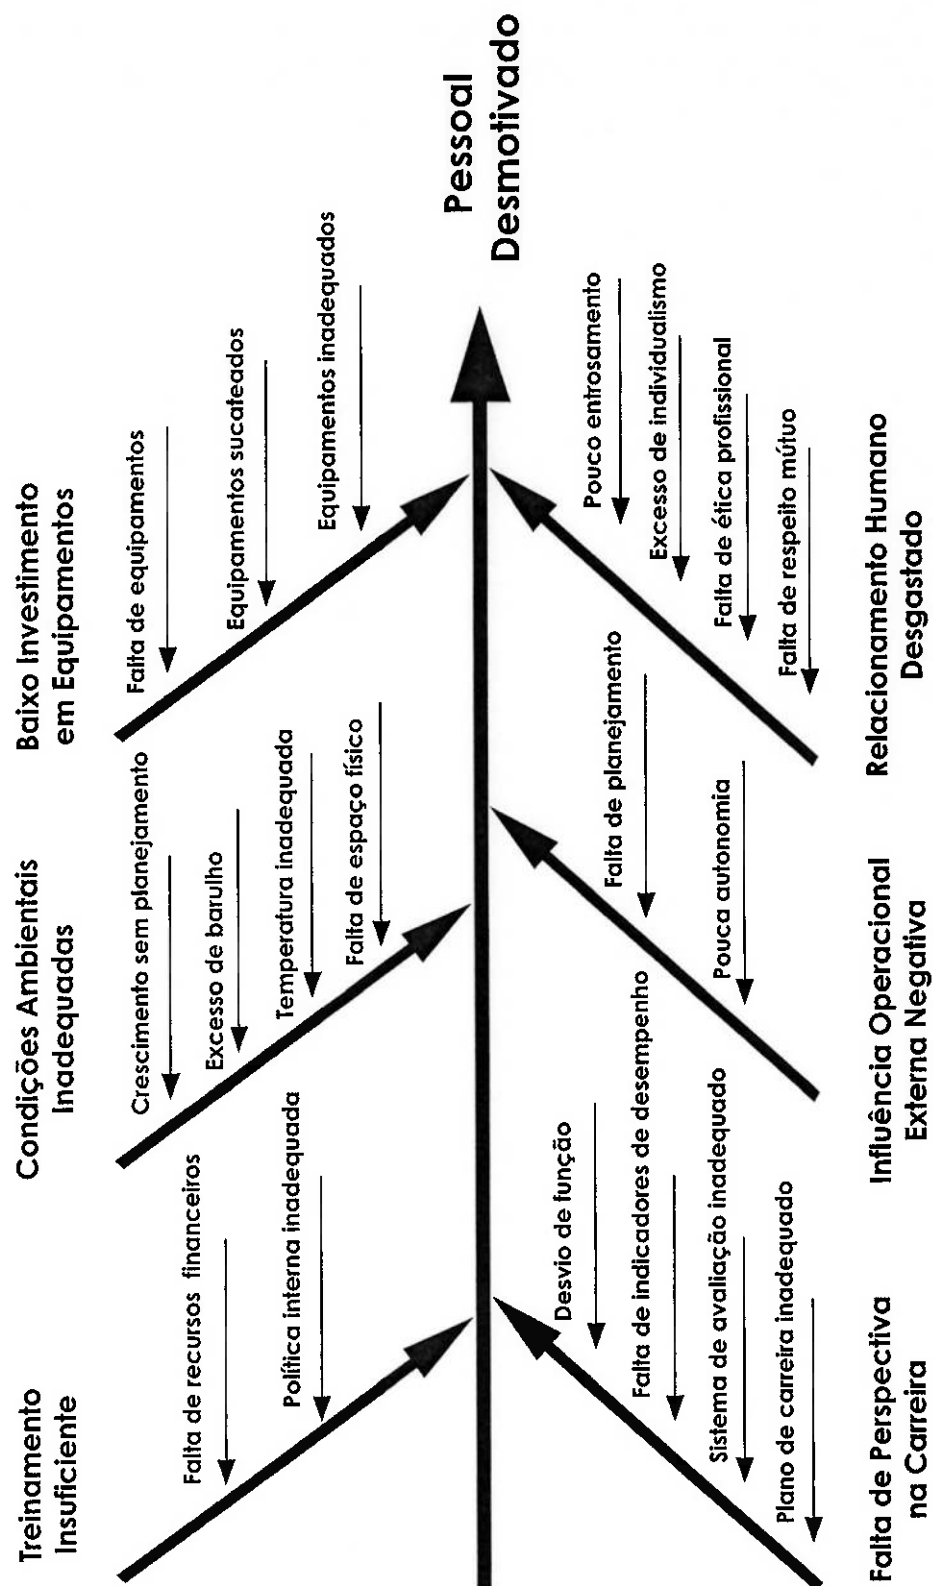 Treinamento
Insuficiente
Condições Ambientais
Inadequadas
Baixo Investimento
em Equipamentos
Falta de recursos financeiros
Política interna inadequada
Crescimento sem planejamento
Excesso de barulho
Temperatura inadequada
Falta de espaço físico
Falta de equipamentos
Equipamentos sucateados
Equipamentos inadequados
Pessoal
Desmotivado
Desvio de função
Falta de indicadores de desempenho
Sistema de avaliação inadequado
Plano de carreira inadequado
Falta de planejamento
Pouca autonomia
Pouco entrosamento
Excesso de individualismo
Falta de ética profissional
Falta de respeito mútuo
Falta de Perspectiva
na Carreira
Influência Operacional
Externa Negativa
Relacionamento Humano
Desgastado